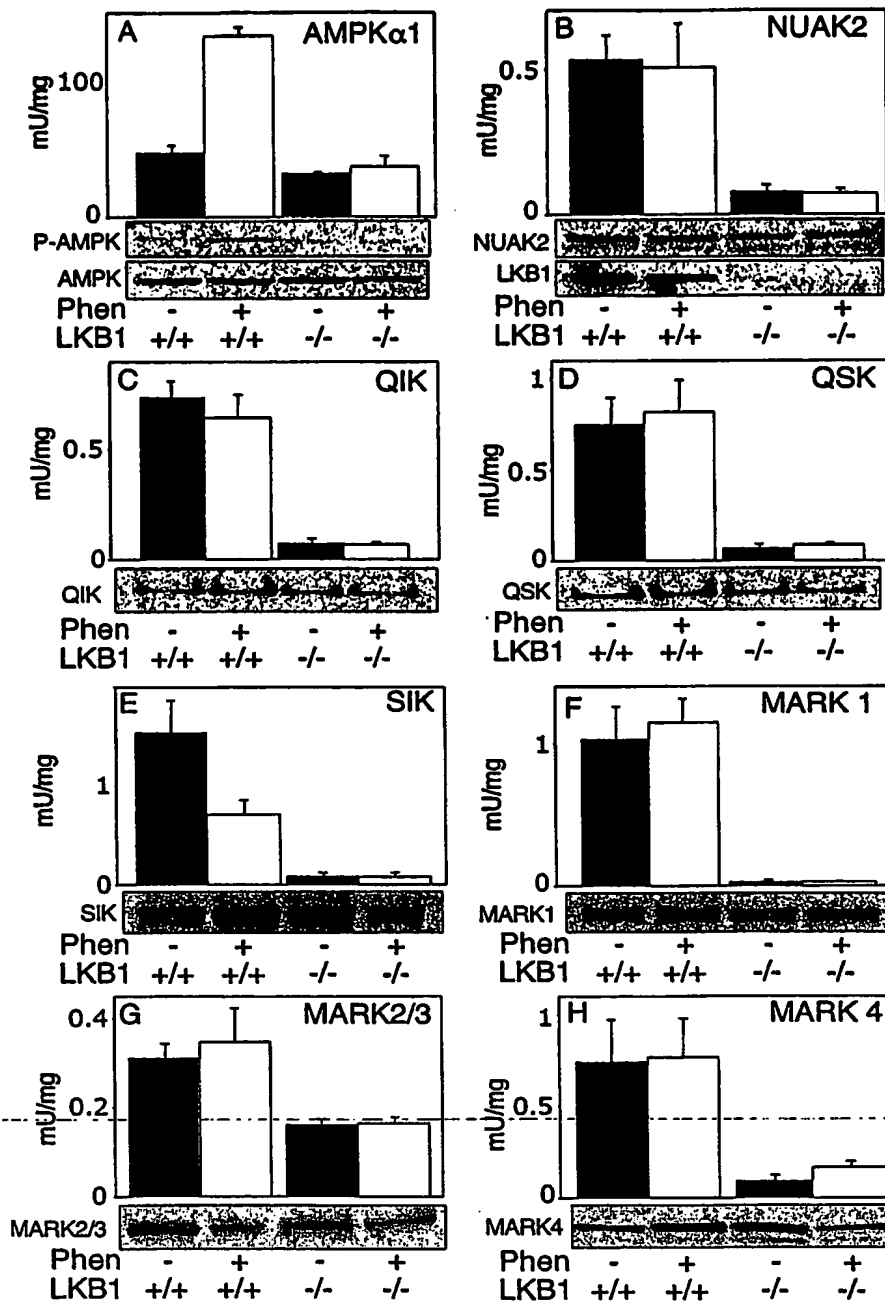 A AMPKα1
mU/mg
100
0
P-AMPK
AMPK
Phen - + - +
LKB1 +/+ +/+ -/- -/-
B NUAK2
mU/mg
0.5
0
NUAK2
LKB1
Phen - + - +
LKB1 +/+ +/+ -/- -/-
C QIK
mU/mg
0.5
0
QIK
Phen - + - +
LKB1 +/+ +/+ -/- -/-
D QSK
mU/mg
1
0.5
0
QSK
Phen - + - +
LKB1 +/+ +/+ -/- -/-
E SIK
mU/mg
1
0
SIK
Phen - + - +
LKB1 +/+ +/+ -/- -/-
F MARK 1
mU/mg
1
0
MARK1
Phen - + - +
LKB1 +/+ +/+ -/- -/-
G MARK2/3
mU/mg
0.4
0.2
0
MARK2/3
Phen - + - +
LKB1 +/+ +/+ -/- -/-
H MARK 4
mU/mg
1
0.5
0
MARK4
Phen - + - +
LKB1 +/+ +/+ -/- -/-